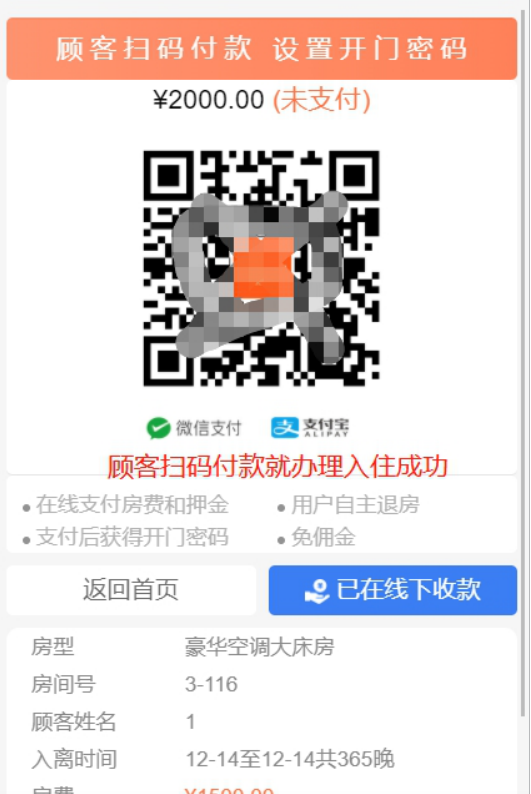 顾客扫码付款 设置开门密码
¥2000.00 (未支付)
微信支付 支付宝
ALIPAY
顾客扫码付款就办理入住成功
在线支付房费和押金 用户自主退房
支付后获得开门密码 免佣金
返回首页 已在线下收款
房型 豪华空调大床房
房间号 3-116
顾客姓名 1
入离时间 12-14至12-14共365晚
房费 ¥1500.00